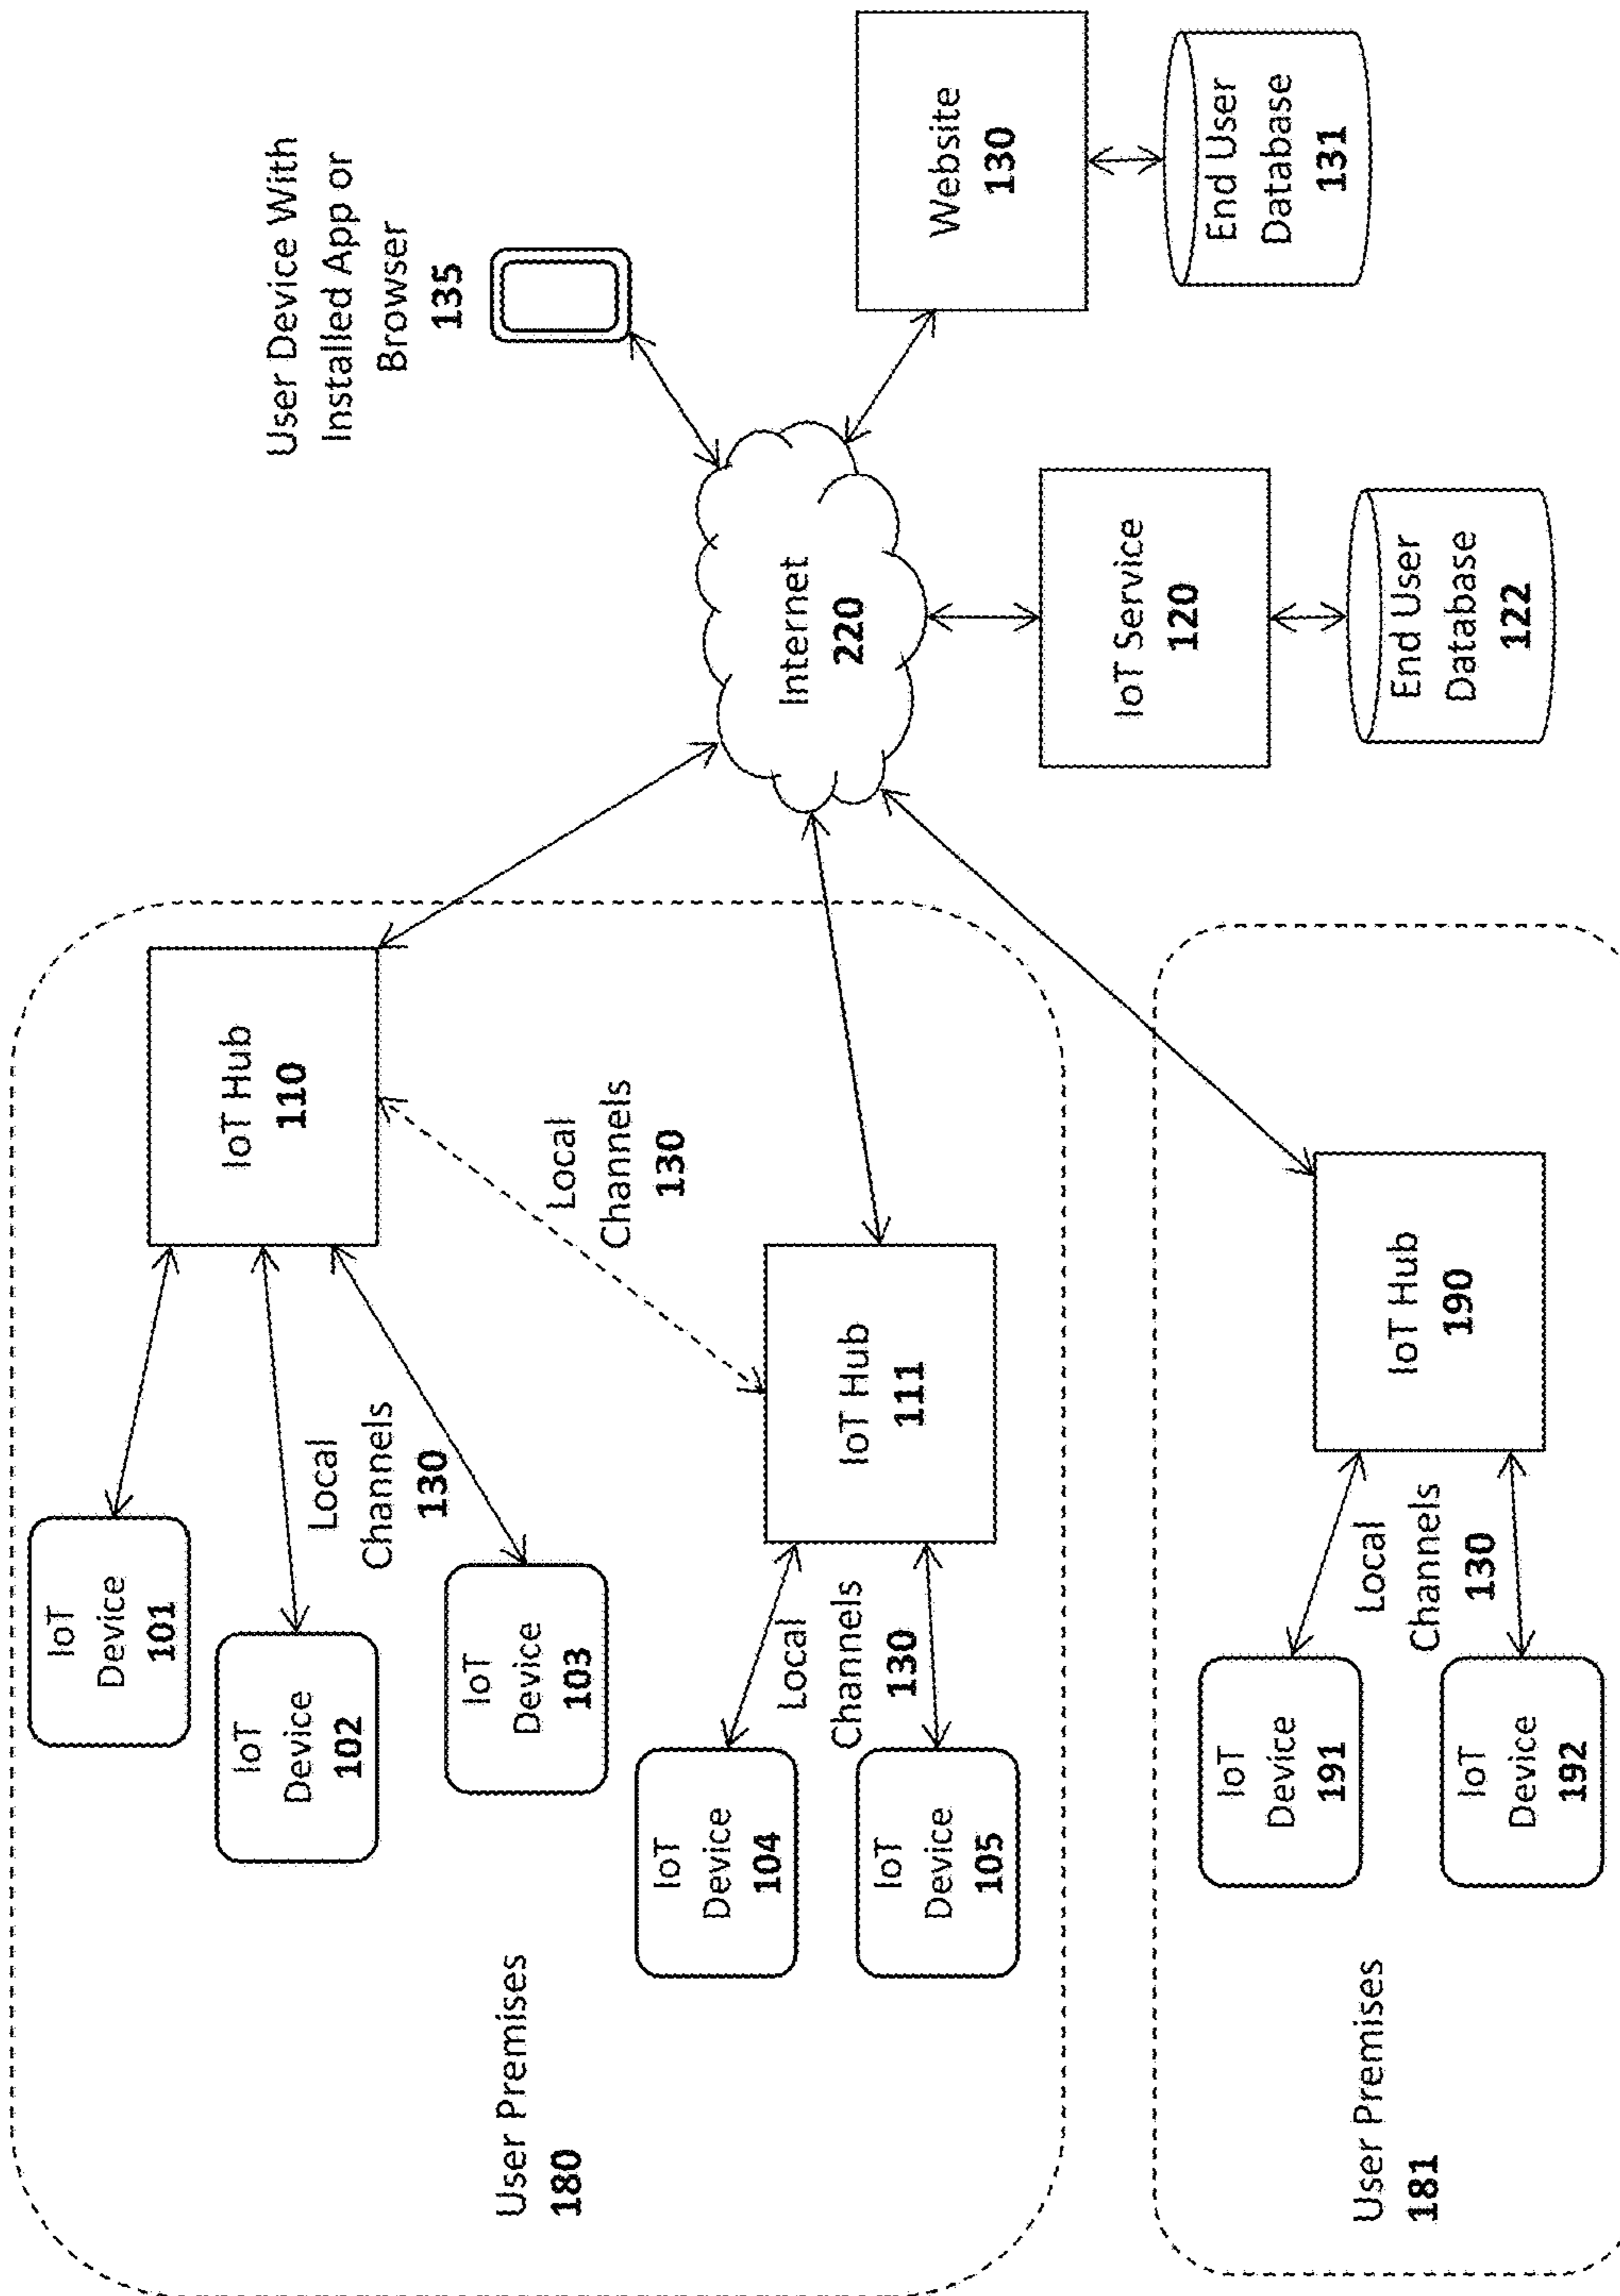 IoT
Device
101
IoT
Device
102
IoT
Device
103
Local
Channels
130
IoT Hub
110
User Device With
Installed App or
Browser
135
User Premises
180
Local
Channels
130
IoT
Device
104
IoT
Device
105
Local
Channels
130
IoT Hub
111
Internet
220
Website
130
End User
Database
131
IoT Service
120
End User
Database
122
User Premises
181
IoT
Device
191
IoT
Device
192
Local
Channels
130
IoT Hub
190